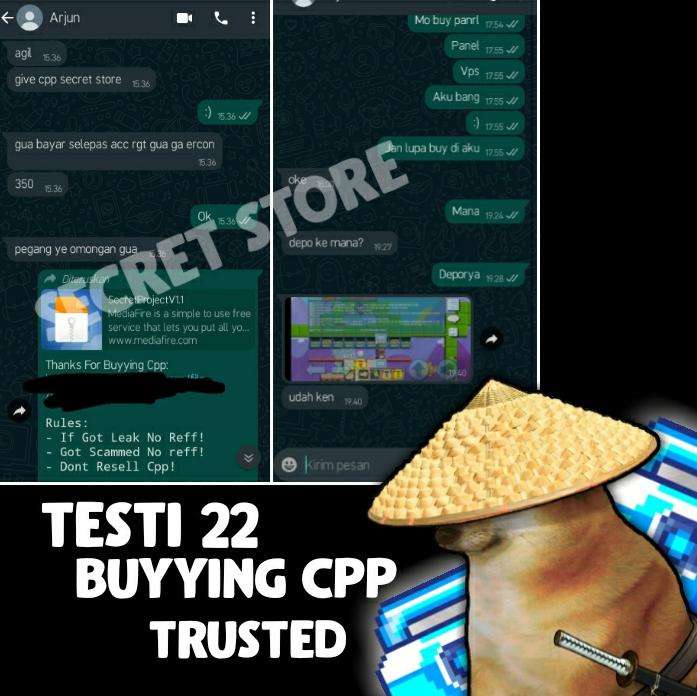 Arjun
agil 15.36
give cpp secret store 15.36
:) 15.36
gua bayar selepas acc rgt gua ga ercon
15.36
350 15.36
Ok 15.36
pegang ye omongan gua 15.36
Diteruskan
SecretProjectV1.1
MediaFire is a simple to use free
service that lets you put all yo...
www.mediafire.com
Thanks For Buyying Cpp:
Rules:
- If Got Leak No Reff!
- Got Scammed No reff!
- Dont Resell Cpp!
Mo buy panrl 17.54
Panel 17.55
Vps 17.55
Aku bang 17.55
:) 17.55
Jan lupa buy di aku 17.55
oke
Mana 19.24
depo ke mana? 19.27
Deporya 19.28
19.40
udah ken 19.40
Kirim pesan
SECRET STORE
TESTI 22
BUYYING CPP
TRUSTED